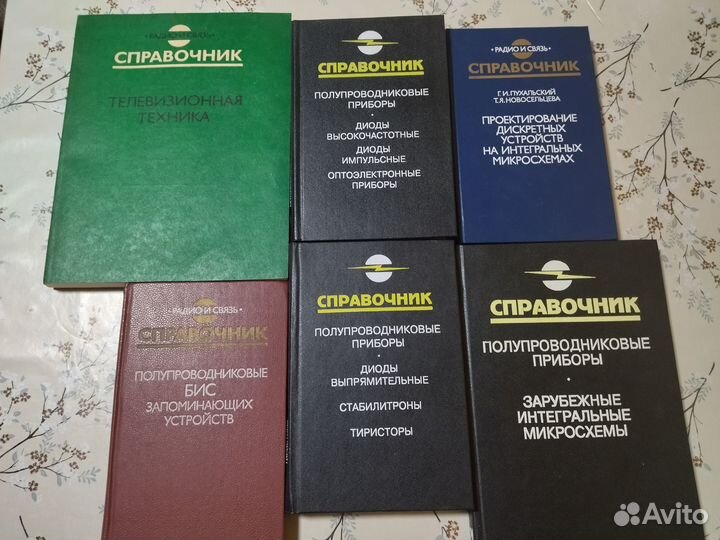 • РАДИО И СВЯЗЬ •
СПРАВОЧНИК
ТЕЛЕВИЗИОННАЯ
ТЕХНИКА
СПРАВОЧНИК
ПОЛУПРОВОДНИКОВЫЕ
ПРИБОРЫ
•
ДИОДЫ
ВЫСОКОЧАСТОТНЫЕ
ДИОДЫ
ИМПУЛЬСНЫЕ
ОПТОЭЛЕКТРОННЫЕ
ПРИБОРЫ
• РАДИО И СВЯЗЬ •
СПРАВОЧНИК
Г.И.ПУХАЛЬСКИЙ
Т.Я.НОВОСЕЛЬЦЕВА
ПРОЕКТИРОВАНИЕ
ДИСКРЕТНЫХ
УСТРОЙСТВ
НА ИНТЕГРАЛЬНЫХ
МИКРОСХЕМАХ
• РАДИО И СВЯЗЬ •
СПРАВОЧНИК
ПОЛУПРОВОДНИКОВЫЕ
БИС
ЗАПОМИНАЮЩИХ
УСТРОЙСТВ
СПРАВОЧНИК
ПОЛУПРОВОДНИКОВЫЕ
ПРИБОРЫ
•
ДИОДЫ
ВЫПРЯМИТЕЛЬНЫЕ
СТАБИЛИТРОНЫ
ТИРИСТОРЫ
СПРАВОЧНИК
ПОЛУПРОВОДНИКОВЫЕ
ПРИБОРЫ
•
ЗАРУБЕЖНЫЕ
ИНТЕГРАЛЬНЫЕ
МИКРОСХЕМЫ
Avito